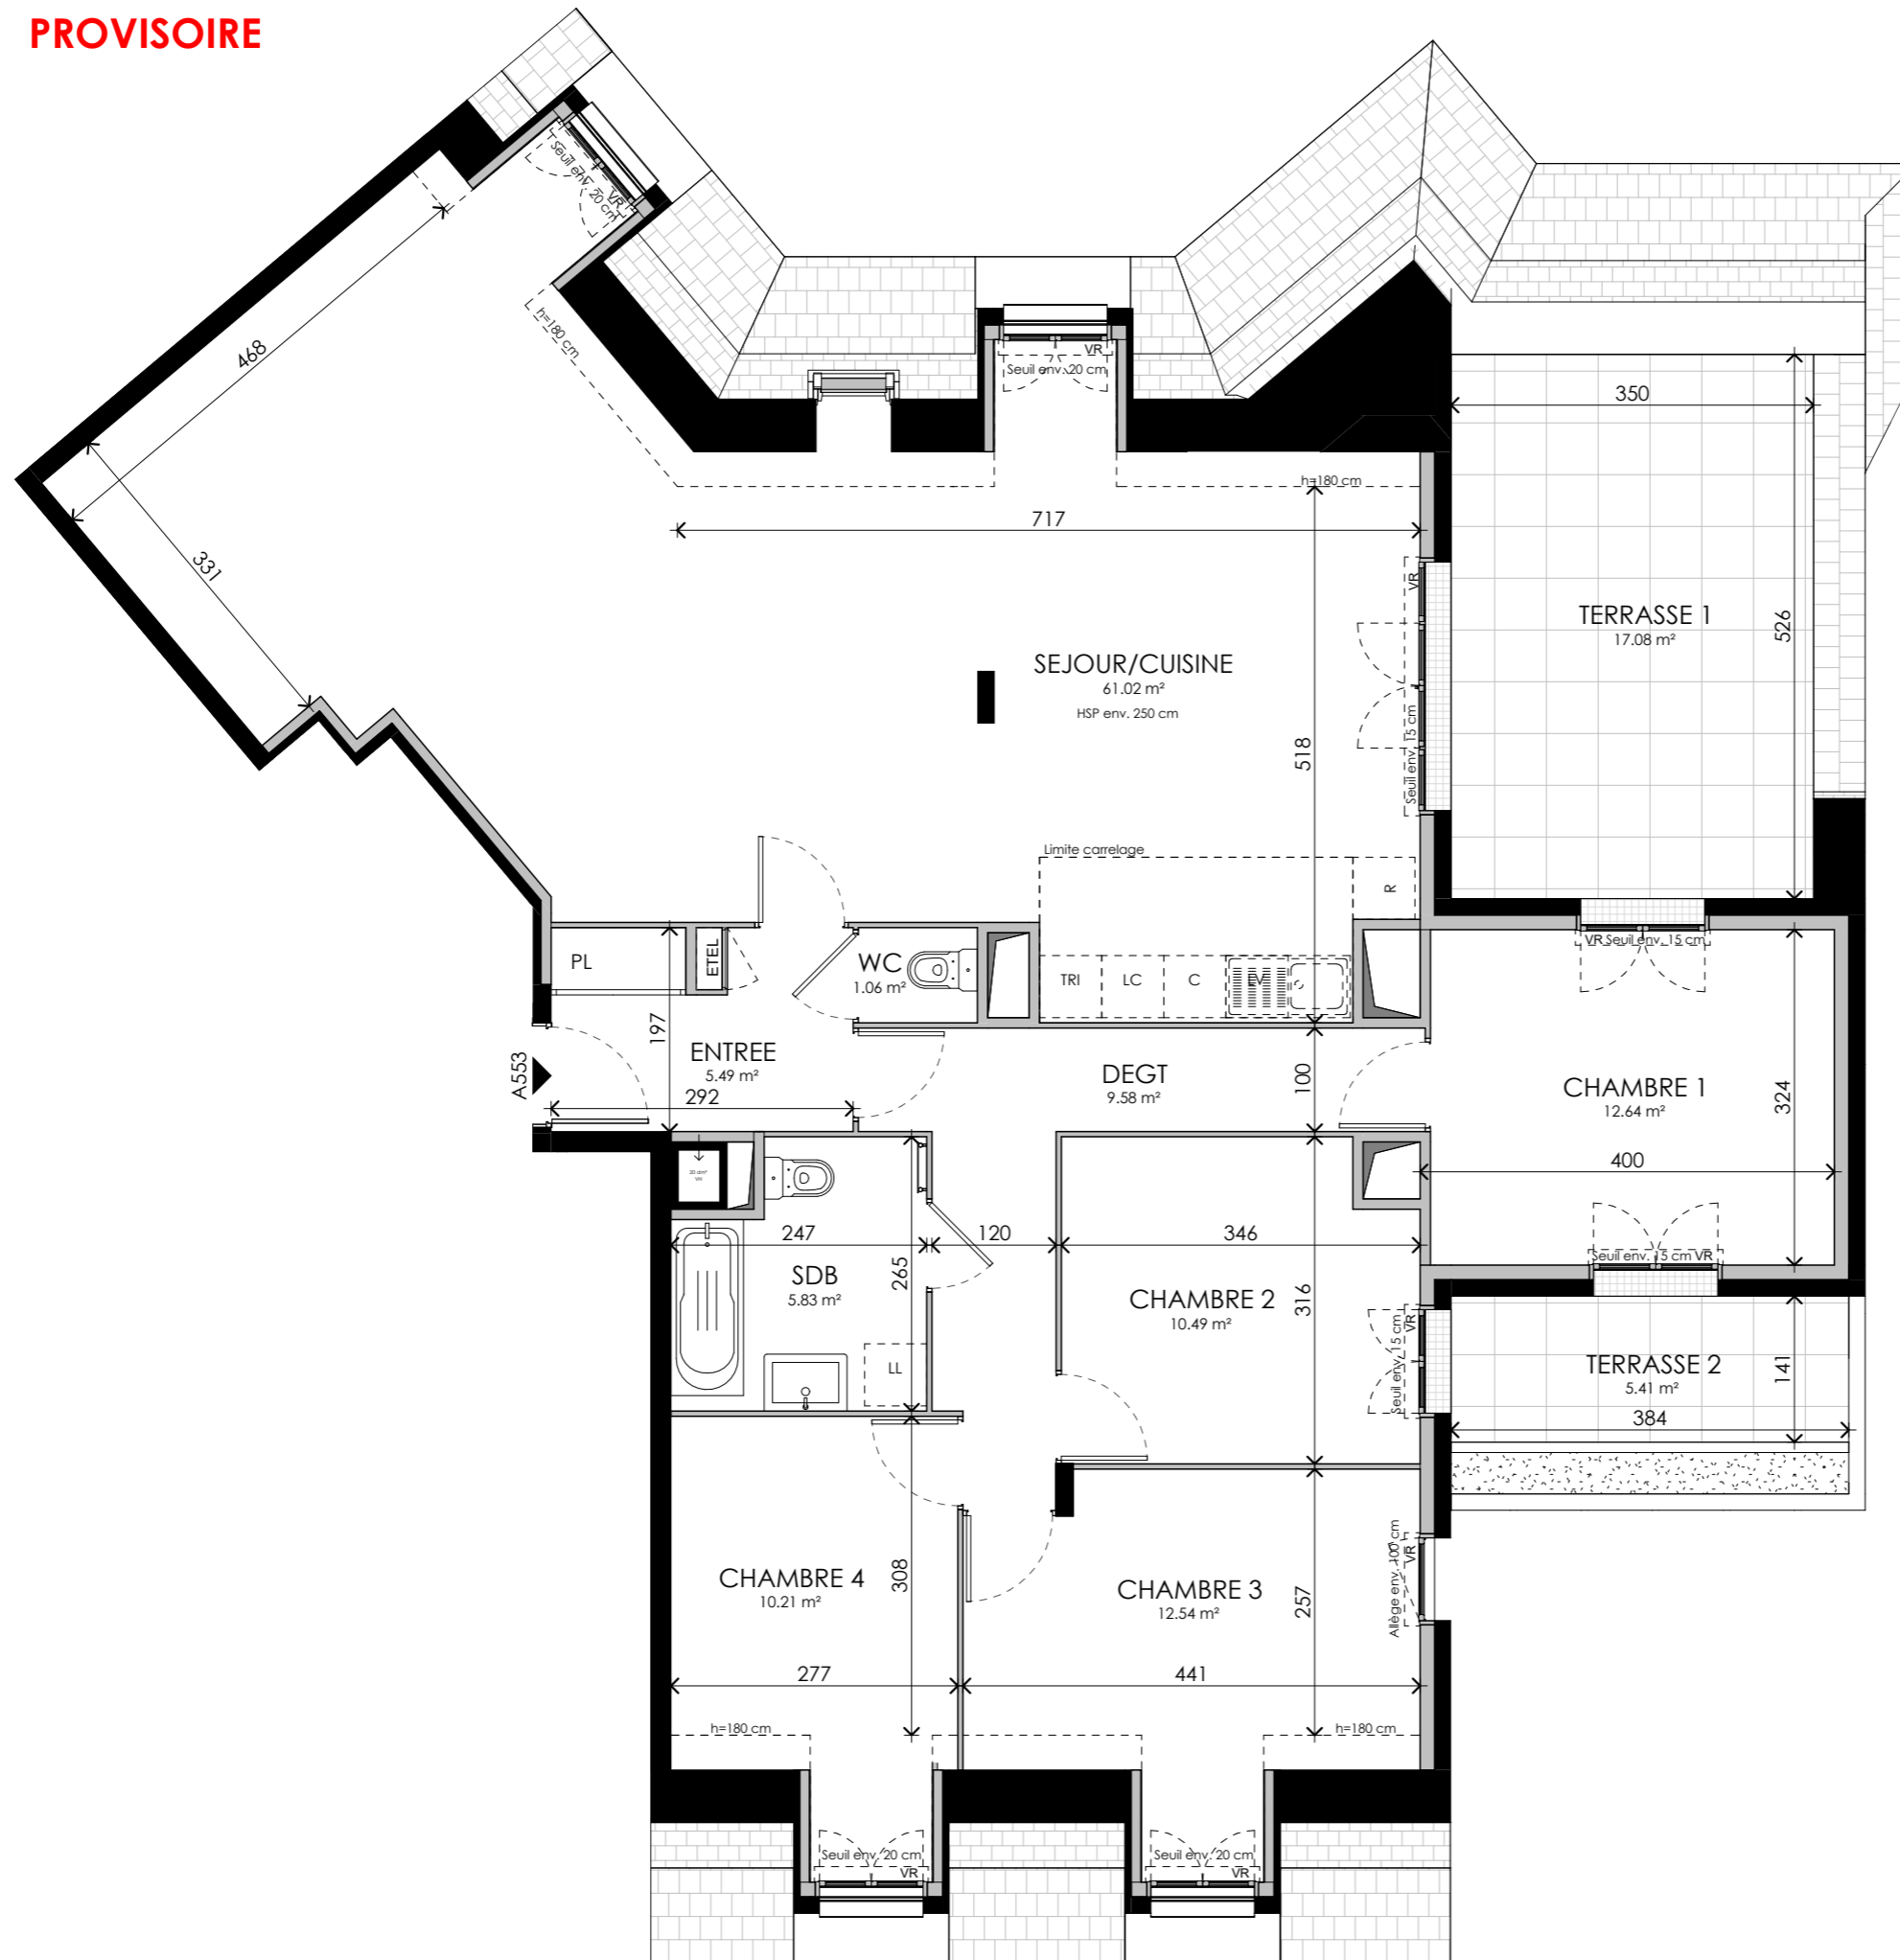 PROVISOIRE
Seuil env. 20 cm
VR
468
h=180 cm
VR
Seuil env. 20 cm
350
h=180 cm
717
331
VR
TERRASSE 1
17.08 m²
526
SEJOUR/CUISINE
61.02 m²
HSP env. 250 cm
518
Seuil env. 15 cm
Limite carrelage
R
PL
ETEL
WC
1.06 m²
TRI
LC
C
LV
VR Seuil env. 15 cm
197
A553
ENTREE
5.49 m²
292
DEGT
9.58 m²
100
CHAMBRE 1
12.64 m²
324
400
247
120
346
Seuil env. 15 cm VR
SDB
5.83 m²
265
CHAMBRE 2
10.49 m²
316
VR
Seuil env. 15 cm
LL
TERRASSE 2
5.41 m²
141
384
CHAMBRE 4
10.21 m²
308
CHAMBRE 3
12.54 m²
257
Allège env. 100 cm
VR
277
441
h=180 cm
h=180 cm
Seuil env. 20 cm
VR
Seuil env. 20 cm
VR